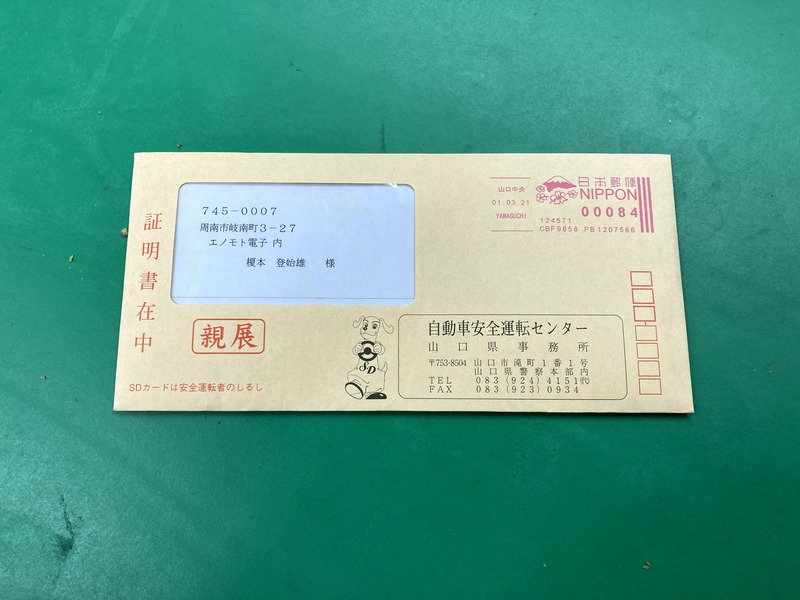 証明書在中
745-0007
周南市岐南町3-27
エノモト電子 内
榎本 登始雄 様
親展
SDカードは安全運転者のしるし
山口中央
01.03.21
YAMAGUCHI
日本郵便
NIPPON
00084
124571
CBF9858 PB1207566
SD
自動車安全運転センター
山口県事務所
〒753-8504 山口市滝町1番1号
山口県警察本部内
TEL 083(924)4151㈹
FAX 083(923)0934